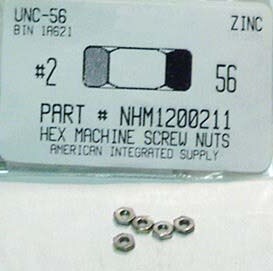 UNC-56 ZINC
BIN 1A621
#2 56
PART # NHM1200211
HEX MACHINE SCREW NUTS
AMERICAN INTEGRATED SUPPLY